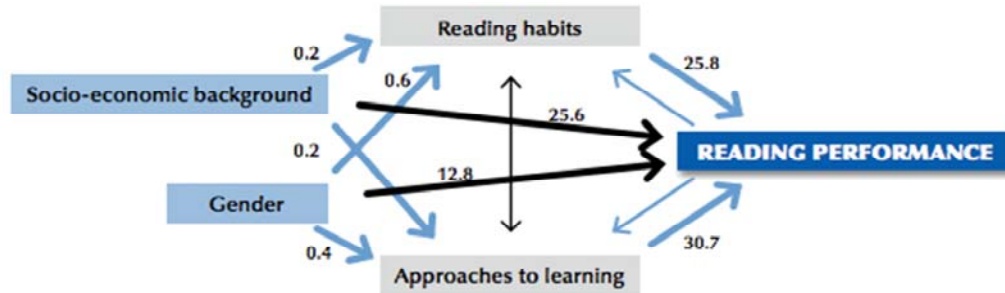 Reading habits
0.2
25.8
0.6
Socio-economic background
25.6
0.2
READING PERFORMANCE
12.8
Gender
0.4
30.7
Approaches to learning